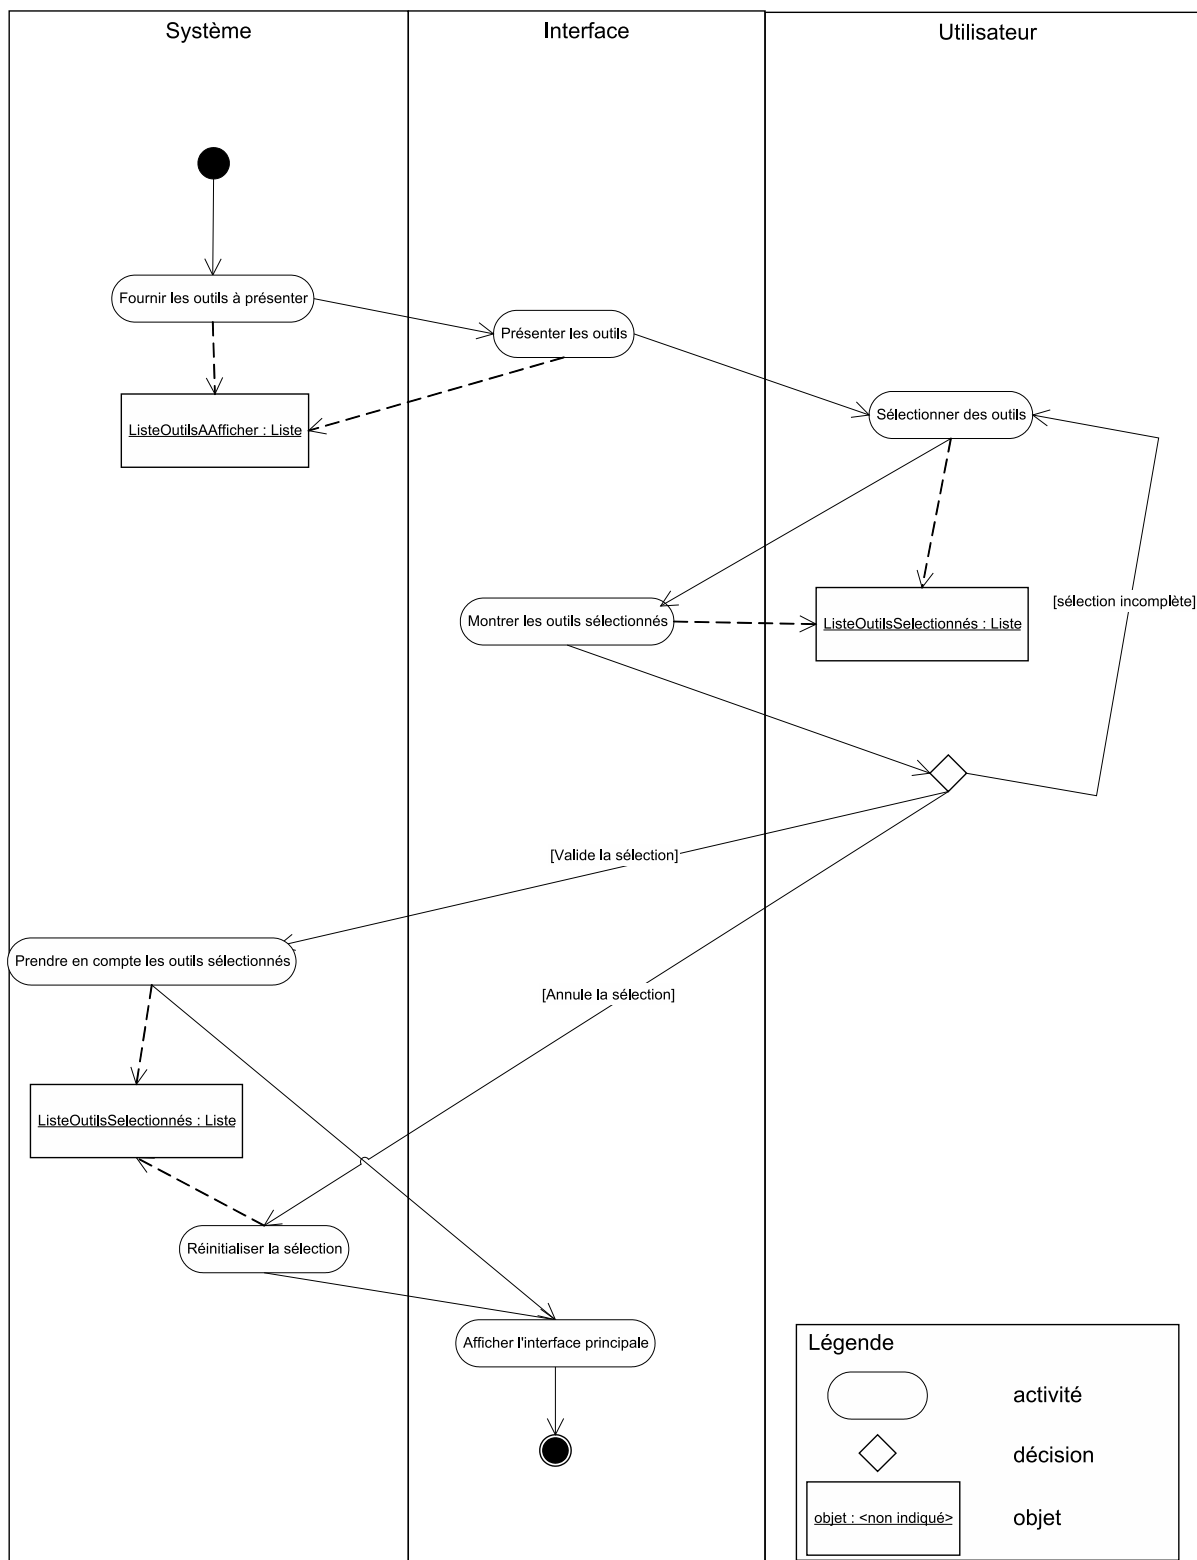 Système
Interface
Utilisateur
Fournir les outils à présenter
Présenter les outils
Sélectionner des outils
ListeOutilsAAfficher : Liste
[sélection incomplète]
Montrer les outils sélectionnés
ListeOutilsSelectionnés : Liste
[Valide la sélection]
Prendre en compte les outils sélectionnés
[Annule la sélection]
ListeOutilsSelectionnés : Liste
Réinitialiser la sélection
Afficher l'interface principale
Légende
activité
décision
objet : <non indiqué>
objet